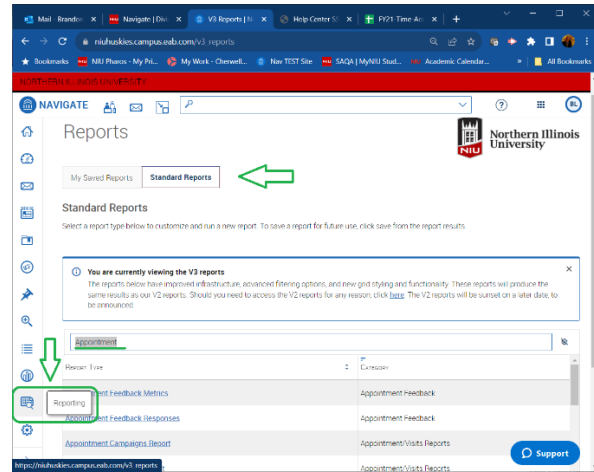 Mail - Brandon
Navigate | Divi
V3 Reports | N
Help Center S
FY21-Time-Acc
niuhuskies.campus.eab.com/v3_reports
Bookmarks
NIU Pharos - My Pri...
My Work - Cherwell...
Nav TEST Site
SAQA | MyNIU Stud...
Academic Calendar...
»
All Bookmarks
NORTHERN ILLINOIS UNIVERSITY
NAVIGATE
?
BL
Reports
NIU
Northern Illinois
University
My Saved Reports
Standard Reports
Standard Reports
Select a report type below to customize and run a new report. To save a report for future use, click save from the report results.
You are currently viewing the V3 reports
The reports below have improved infrastructure, advanced filtering options, and new grid styling and functionality. These reports will produce the
same results as our V2 reports. Should you need to access the V2 reports for any reason, click here. The V2 reports will be sunset on a later date, to
be announced.
Appointment
Report Type
Category
ment Feedback Metrics
Appointment Feedback
Reporting
Appointment Feedback Responses
Appointment Feedback
Appointment Campaigns Report
Appointment/Visits Reports
Appointment/Visits Reports
Support
https://niuhuskies.campus.eab.com/v3_reports